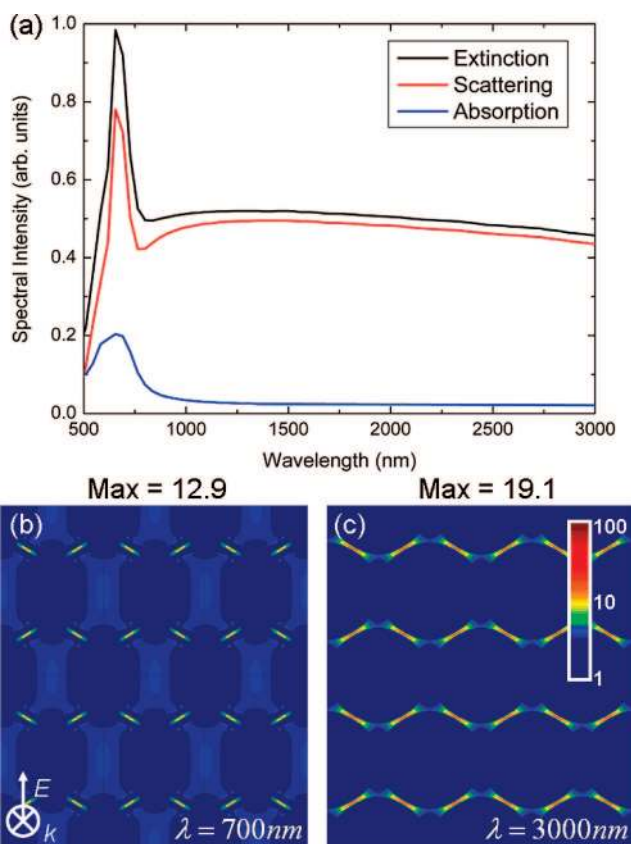 (a)
1.0
0.8
0.6
0.4
0.2
0.0
Spectral Intensity (arb. units)
Extinction
Scattering
Absorption
500 1000 1500 2000 2500 3000
Wavelength (nm)
Max = 12.9 Max = 19.1
(b) (c)
100
10
1
E
k
λ = 700nm λ = 3000nm